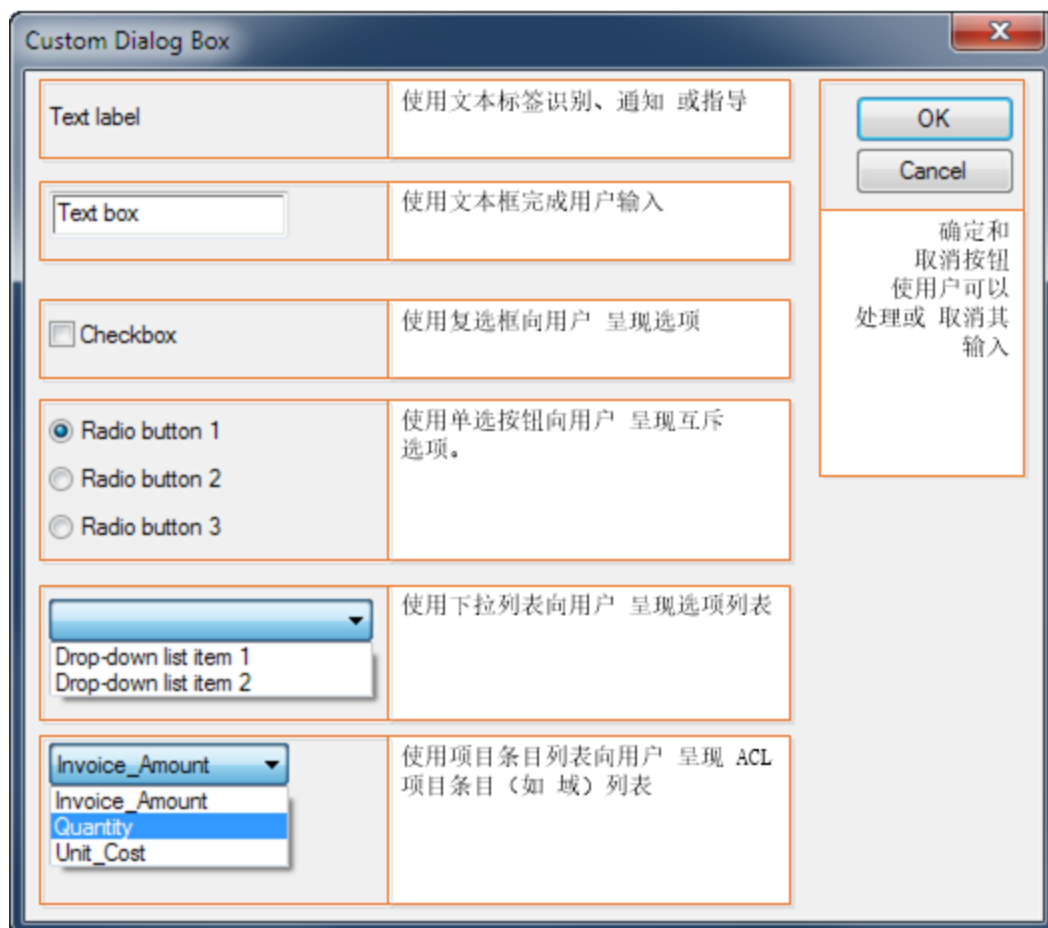 Custom Dialog Box
Text label
使用文本标签识别、通知 或指导
OK
Cancel
Text box
使用文本框完成用户输入
确定和
取消按钮
使用户可以
处理或 取消其
输入
Checkbox
使用复选框向用户 呈现选项
Radio button 1
Radio button 2
Radio button 3
使用单选按钮向用户 呈现互斥
选项。
Drop-down list item 1
Drop-down list item 2
使用下拉列表向用户 呈现选项列表
Invoice_Amount
Invoice_Amount
Quantity
Unit_Cost
使用项目条目列表向用户 呈现 ACL
项目条目（如 域）列表